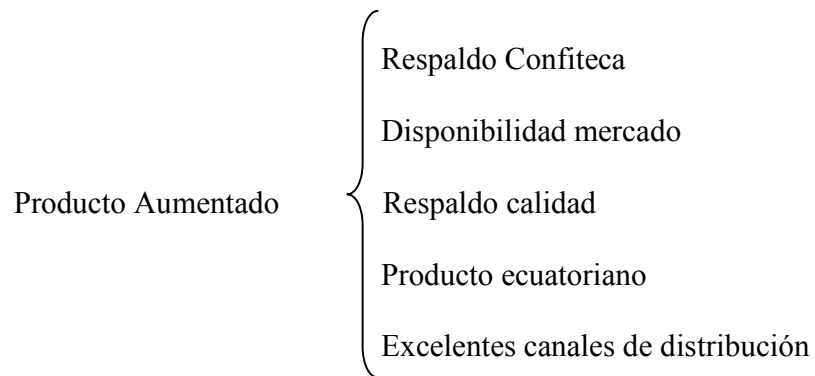 Respaldo Confiteca
Disponibilidad mercado
Producto Aumentado
Respaldo calidad
Producto ecuatoriano
Excelentes canales de distribución